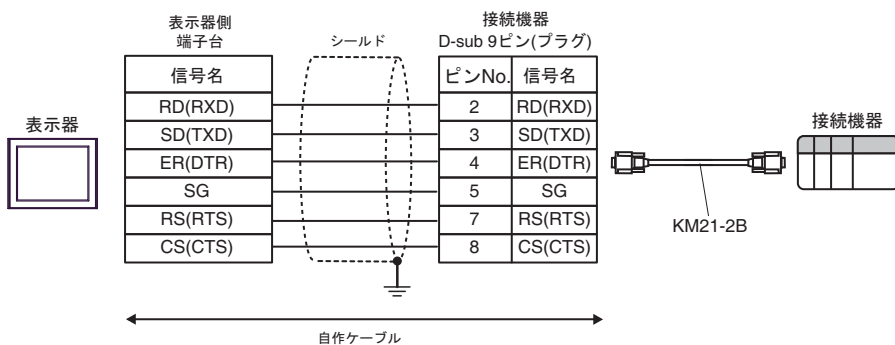 表示器側
端子台
シールド
接続機器
D-sub 9ピン(プラグ)
表示器
信号名
ピンNo. 信号名
RD(RXD) 2 RD(RXD)
SD(TXD) 3 SD(TXD)
ER(DTR) 4 ER(DTR)
SG 5 SG
RS(RTS) 7 RS(RTS)
CS(CTS) 8 CS(CTS)
接続機器
KM21-2B
自作ケーブル